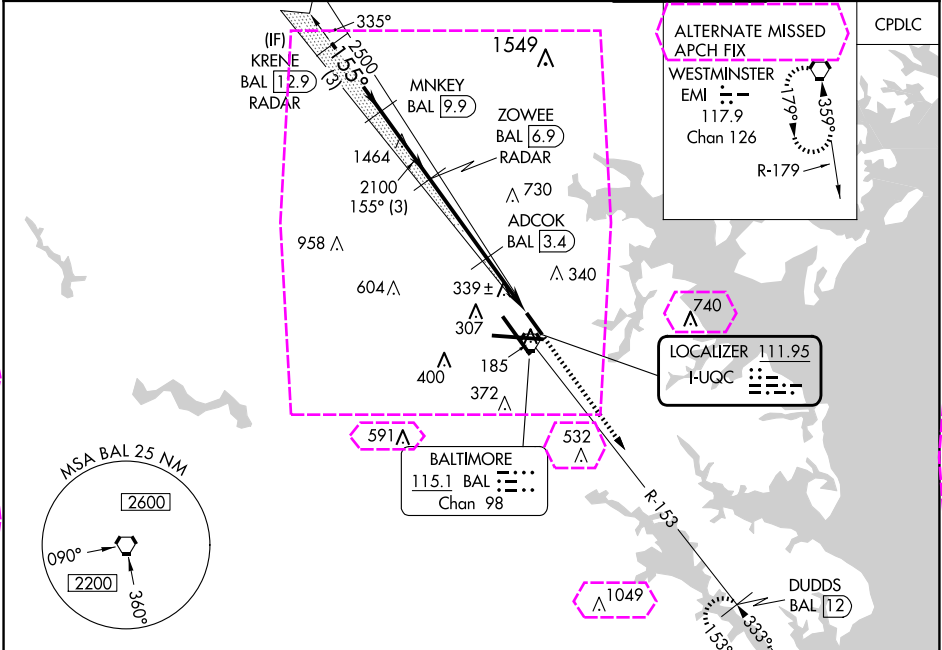 335°
(IF)
KRENE
BAL 12.9
RADAR
2500
155°
(3)
1549
MNKEY
BAL 9.9
ZOWEE
BAL 6.9
RADAR
1464
2100
155° (3)
730
ADCOK
BAL 3.4
958
604
339 ±
340
307
185
400
372
ALTERNATE MISSED
APCH FIX
CPDLC
WESTMINSTER
EMI
117.9
Chan 126
179°
359°
R-179
740
LOCALIZER 111.95
I-UQC
591
532
BALTIMORE
115.1 BAL
Chan 98
R-153
MSA BAL 25 NM
2600
090°
2200
360°
1049
DUDDS
BAL 12
153°
333°